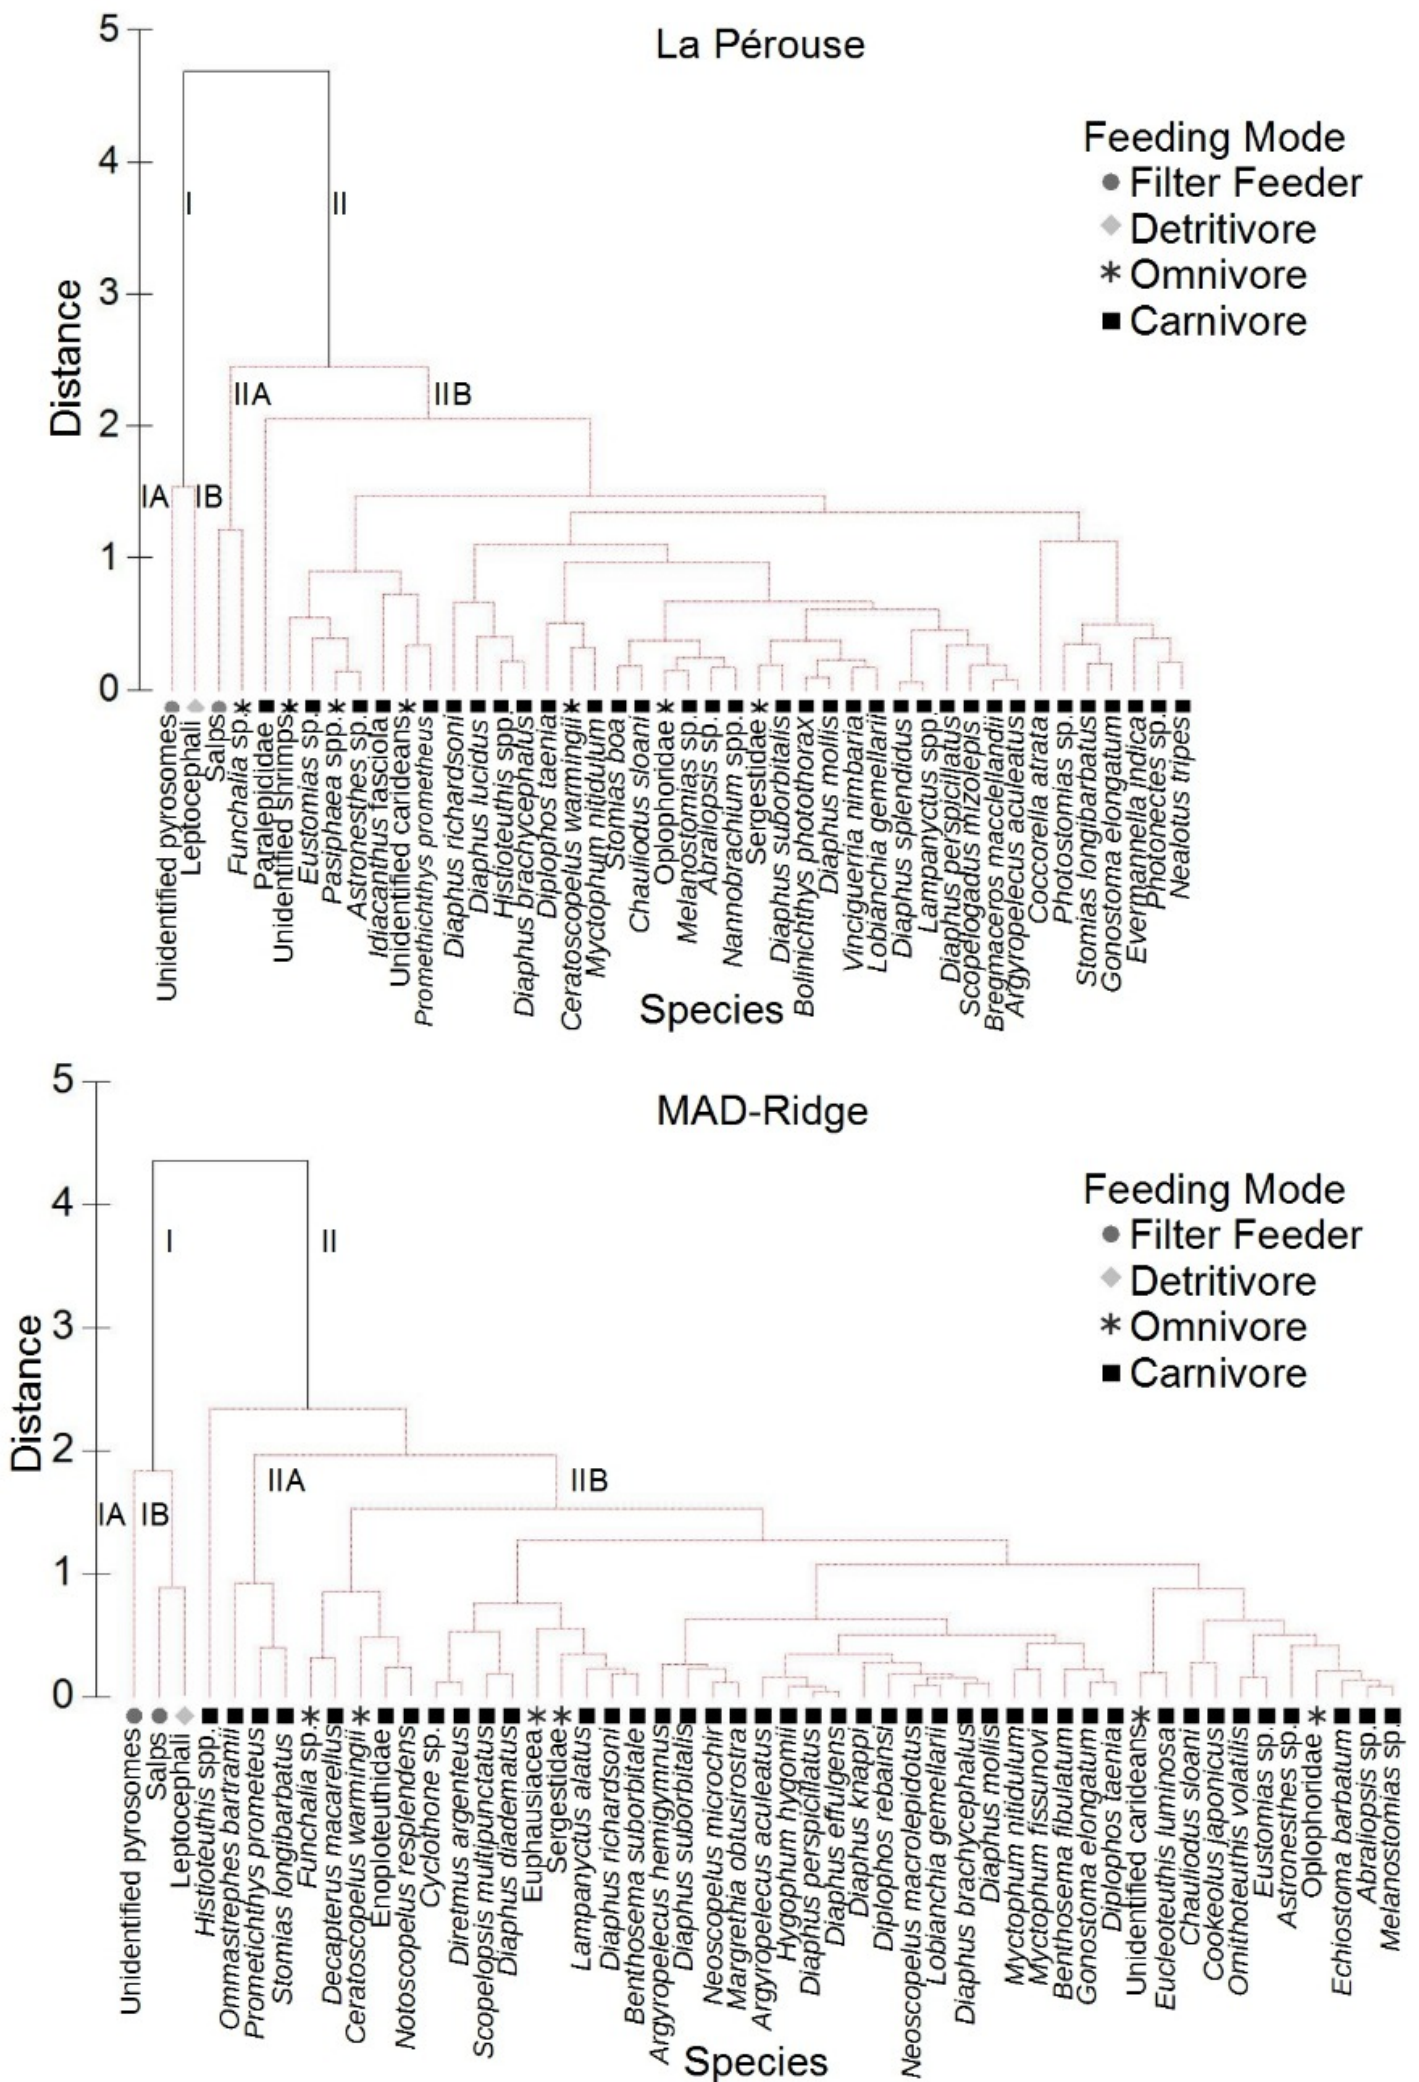 La Pérouse
5
4
3
2
1
0
Distance
Feeding Mode
Filter Feeder
Detritivore
Omnivore
Carnivore
I
II
IIA
IIB
IA
IB
Unidentified pyrosomes
Leptocephali
Salps
Funchalia sp.
Paralepididae
Unidentified shrimps
Eustomias sp.
Pasiphaea spp.
Astronesthes sp.
Idiacanthus fasciola
Unidentified carideans
Promethichthys prometheus
Diaphus richardsoni
Diaphus lucidus
Histioteuthis spp.
Diaphus brachycephalus
Diplophos taenia
Ceratoscopelus warmingii
Myctophum nitidulum
Stomias boa
Chauliodus sloani
Oplophoridae
Melanostomias sp.
Abraliopsis sp.
Nannobrachium spp.
Sergestidae
Diaphus suborbitalis
Bolinichthys photothorax
Diaphus mollis
Vinciguerria nimbaria
Lobianchia gemellarii
Diaphus splendidus
Lampanyctus spp.
Diaphus perspicillatus
Scopelogadus mizolepis
Bregmaceros macclellandii
Argyropelecus aculeatus
Coccorella atrata
Photostomias sp.
Stomias longibarbatus
Gonostoma elongatum
Evermannella indica
Photonectes sp.
Nealotus tripes
Species
MAD-Ridge
5
4
3
2
1
0
Distance
Feeding Mode
Filter Feeder
Detritivore
Omnivore
Carnivore
I
II
IIA
IIB
IA
IB
Unidentified pyrosomes
Salps
Leptocephali
Histioteuthis spp.
Ommastrephes bartramii
Prometichthys prometeus
Stomias longibarbatus
Funchalia sp.
Decapterus macarellus
Ceratoscopelus warmingii
Enoploteuthidae
Notoscopelus resplendens
Cyclothone sp.
Diretmus argenteus
Scopelopsis multipunctatus
Diaphus diadematus
Euphausiacea
Sergestidae
Lampanyctus alatus
Diaphus richardsoni
Benthosema suborbitale
Argyropelecus hemigymnus
Diaphus suborbitalis
Neoscopelus microchir
Margrethia obtusirostra
Argyropelecus aculeatus
Hygophum hygomii
Diaphus perspicillatus
Diaphus effulgens
Diaphus knappi
Diplophos rebainsi
Neoscopelus macrolepidotus
Lobianchia gemellarii
Diaphus brachycephalus
Diaphus mollis
Myctophum nitidulum
Myctophum fissunovi
Benthosema fibulatum
Gonostoma elongatum
Diplophos taenia
Unidentified carideans
Eucleoteuthis luminosa
Chauliodus sloani
Cookeolus japonicus
Ornithoteuthis volatilis
Eustomias sp.
Astronesthes sp.
Oplophoridae
Echiostoma barbatum
Abraliopsis sp.
Melanostomias sp.
Species